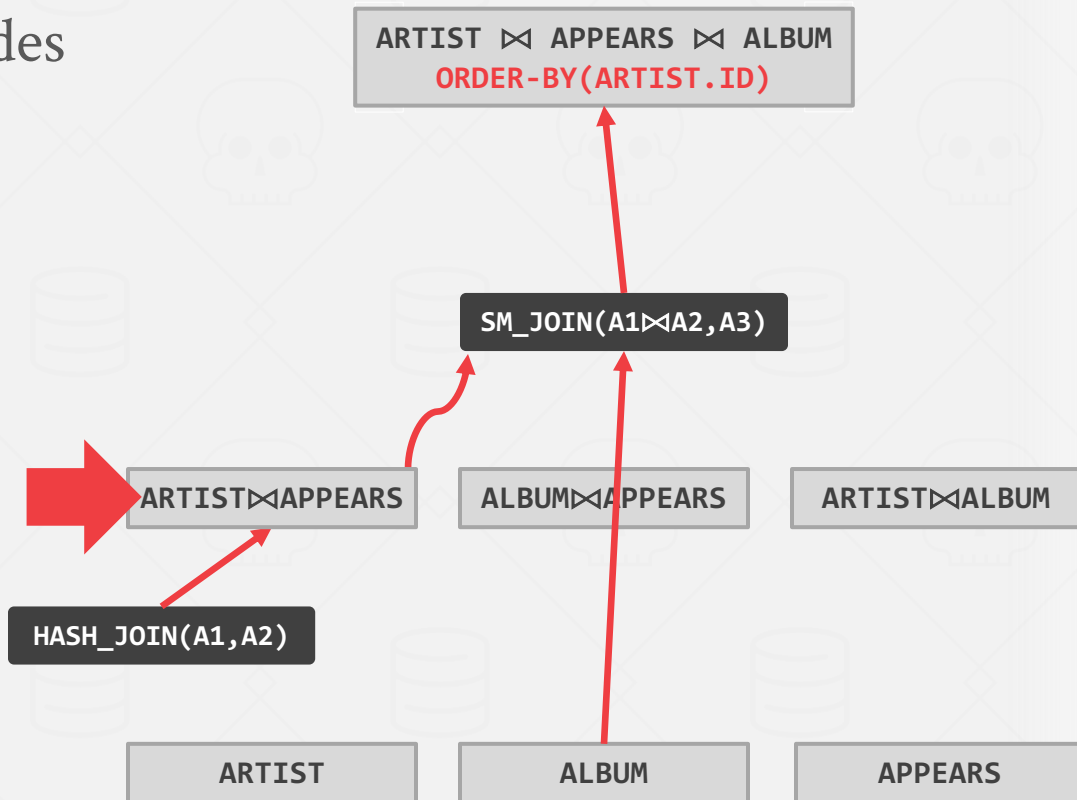 des
ARTIST ⋈ APPEARS ⋈ ALBUM
ORDER-BY(ARTIST.ID)
SM_JOIN(A1⋈A2,A3)
ARTIST⋈APPEARS
ALBUM⋈APPEARS
ARTIST⋈ALBUM
HASH_JOIN(A1,A2)
ARTIST
ALBUM
APPEARS